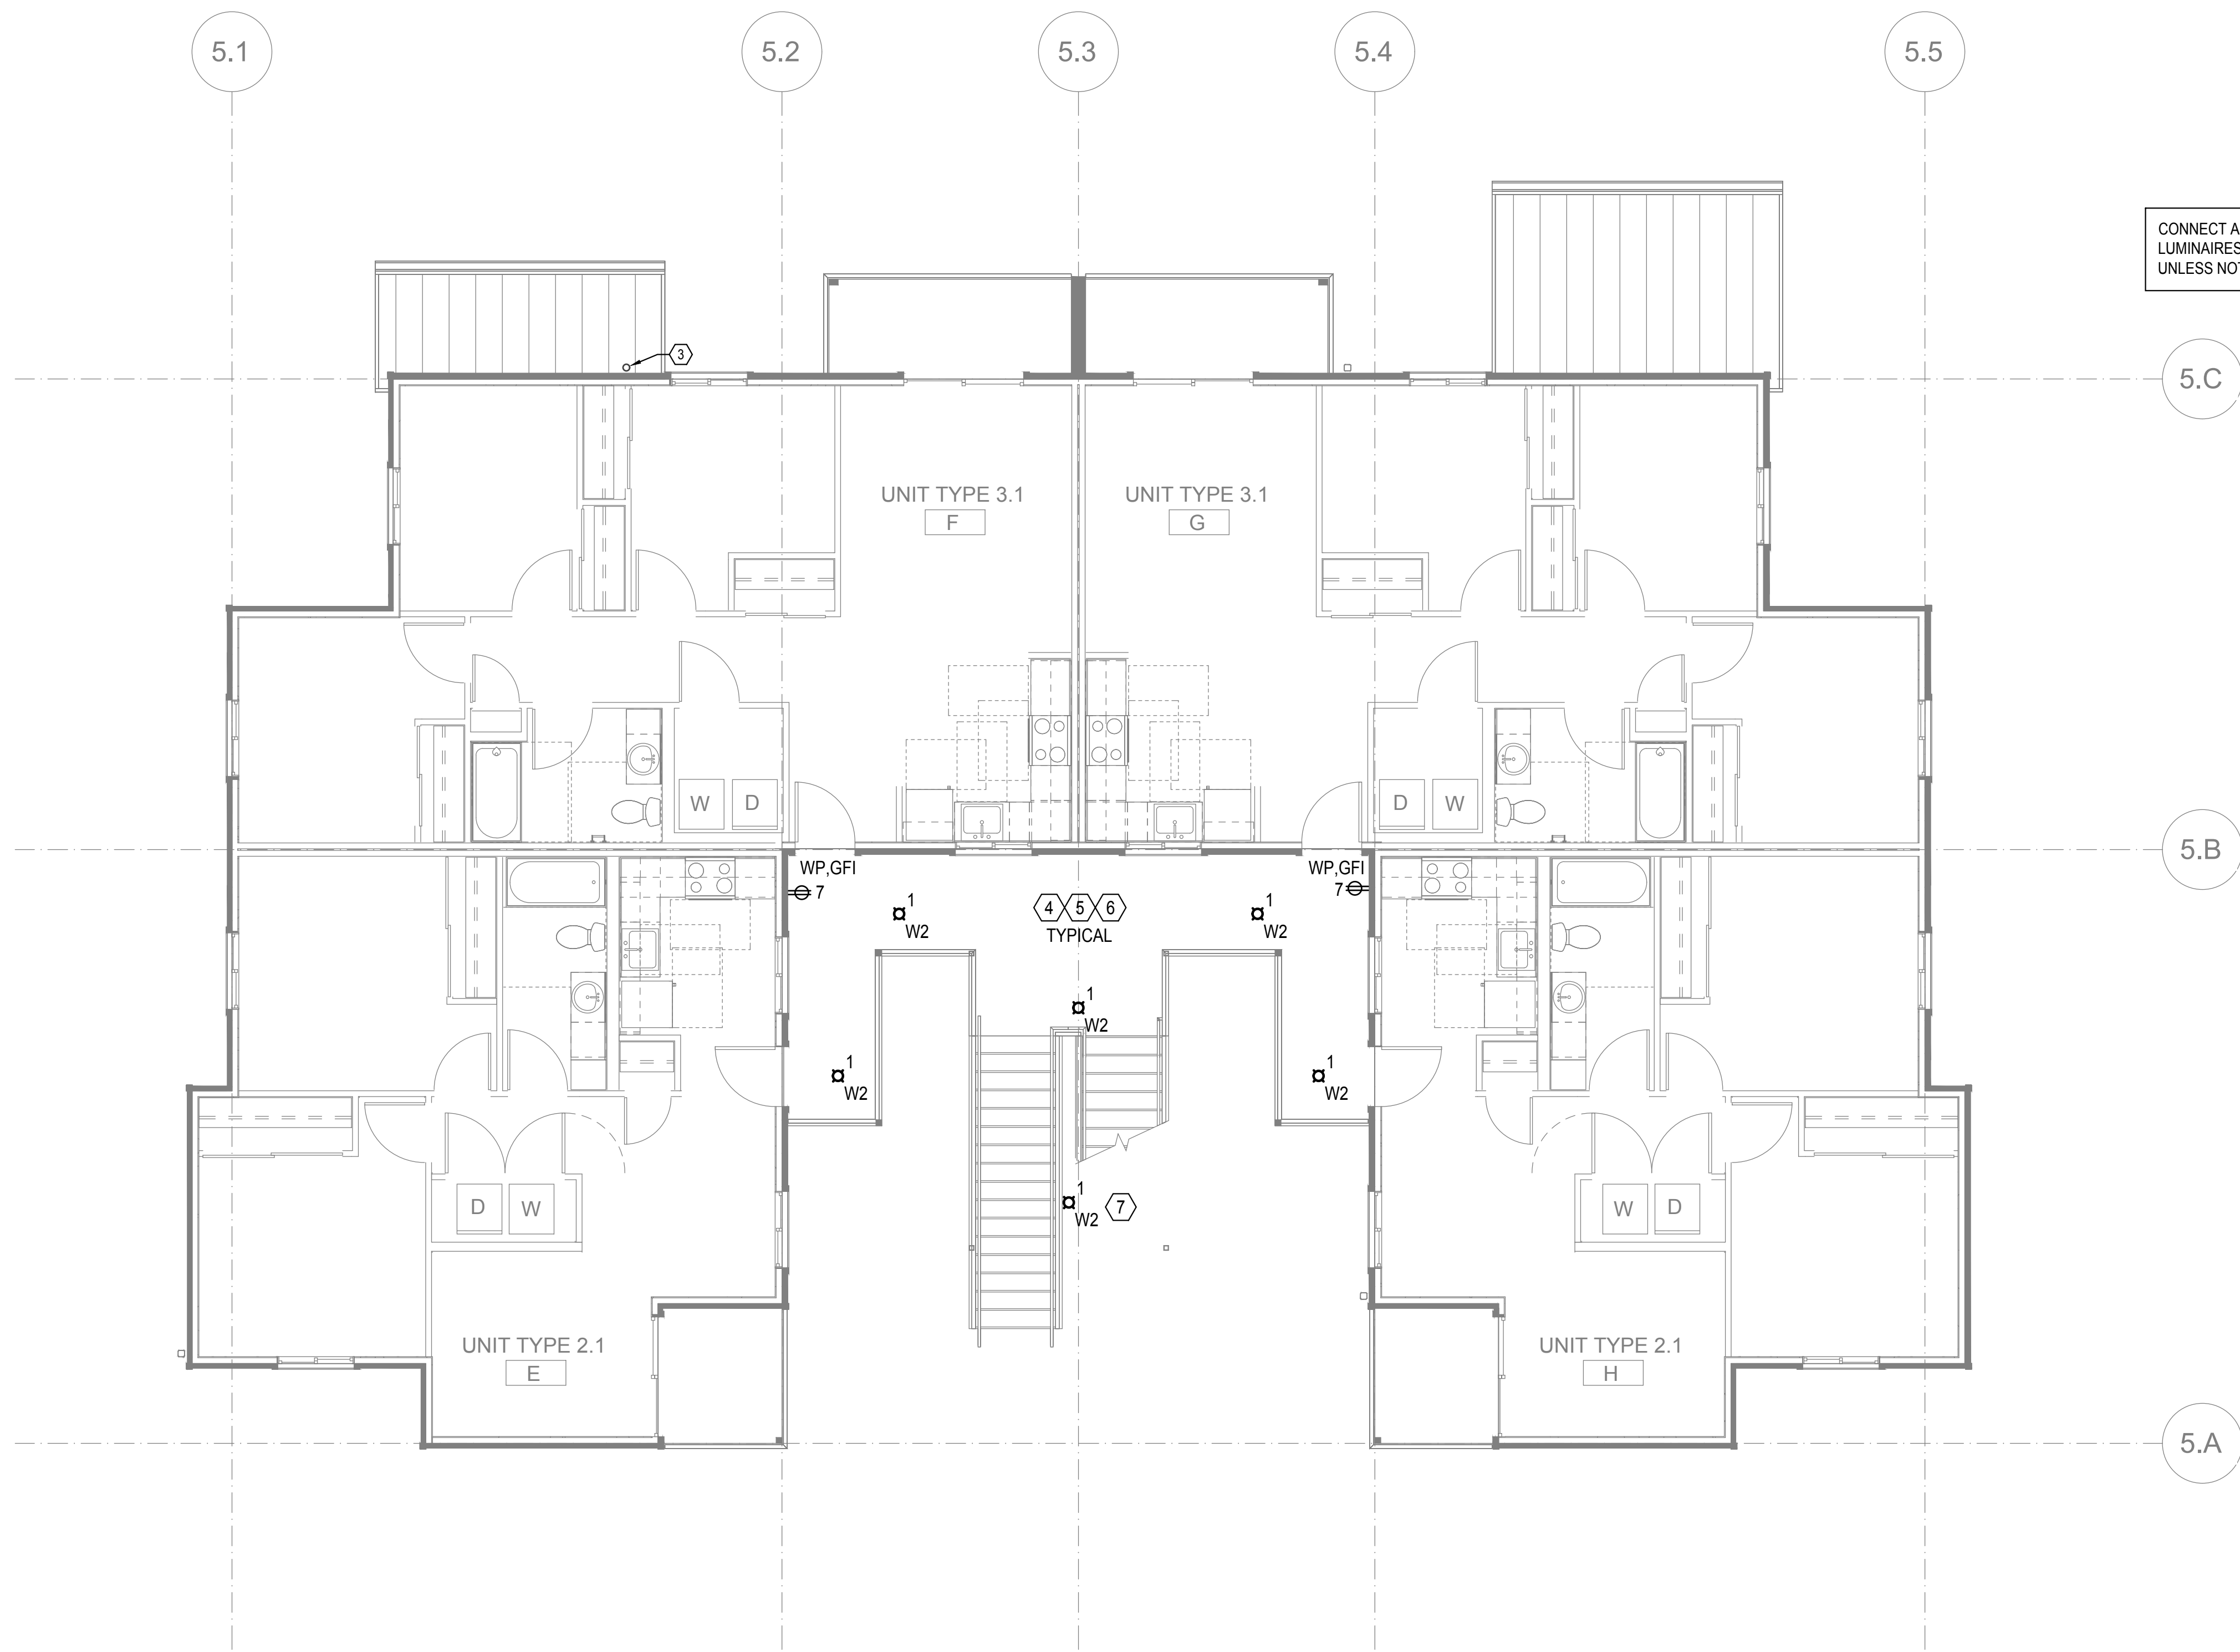 5.1
5.2
5.3
5.4
5.5
CONNECT A
LUMINAIRES
UNLESS NOT
3
5.C
UNIT TYPE 3.1
F
UNIT TYPE 3.1
G
W D
D W
5.B
WP,GFI
7
WP,GFI
7
1
W2
4 5 6
TYPICAL
1
W2
1
W2
1
W2
1
W2
D W
1
W2
7
W D
UNIT TYPE 2.1
E
UNIT TYPE 2.1
H
5.A